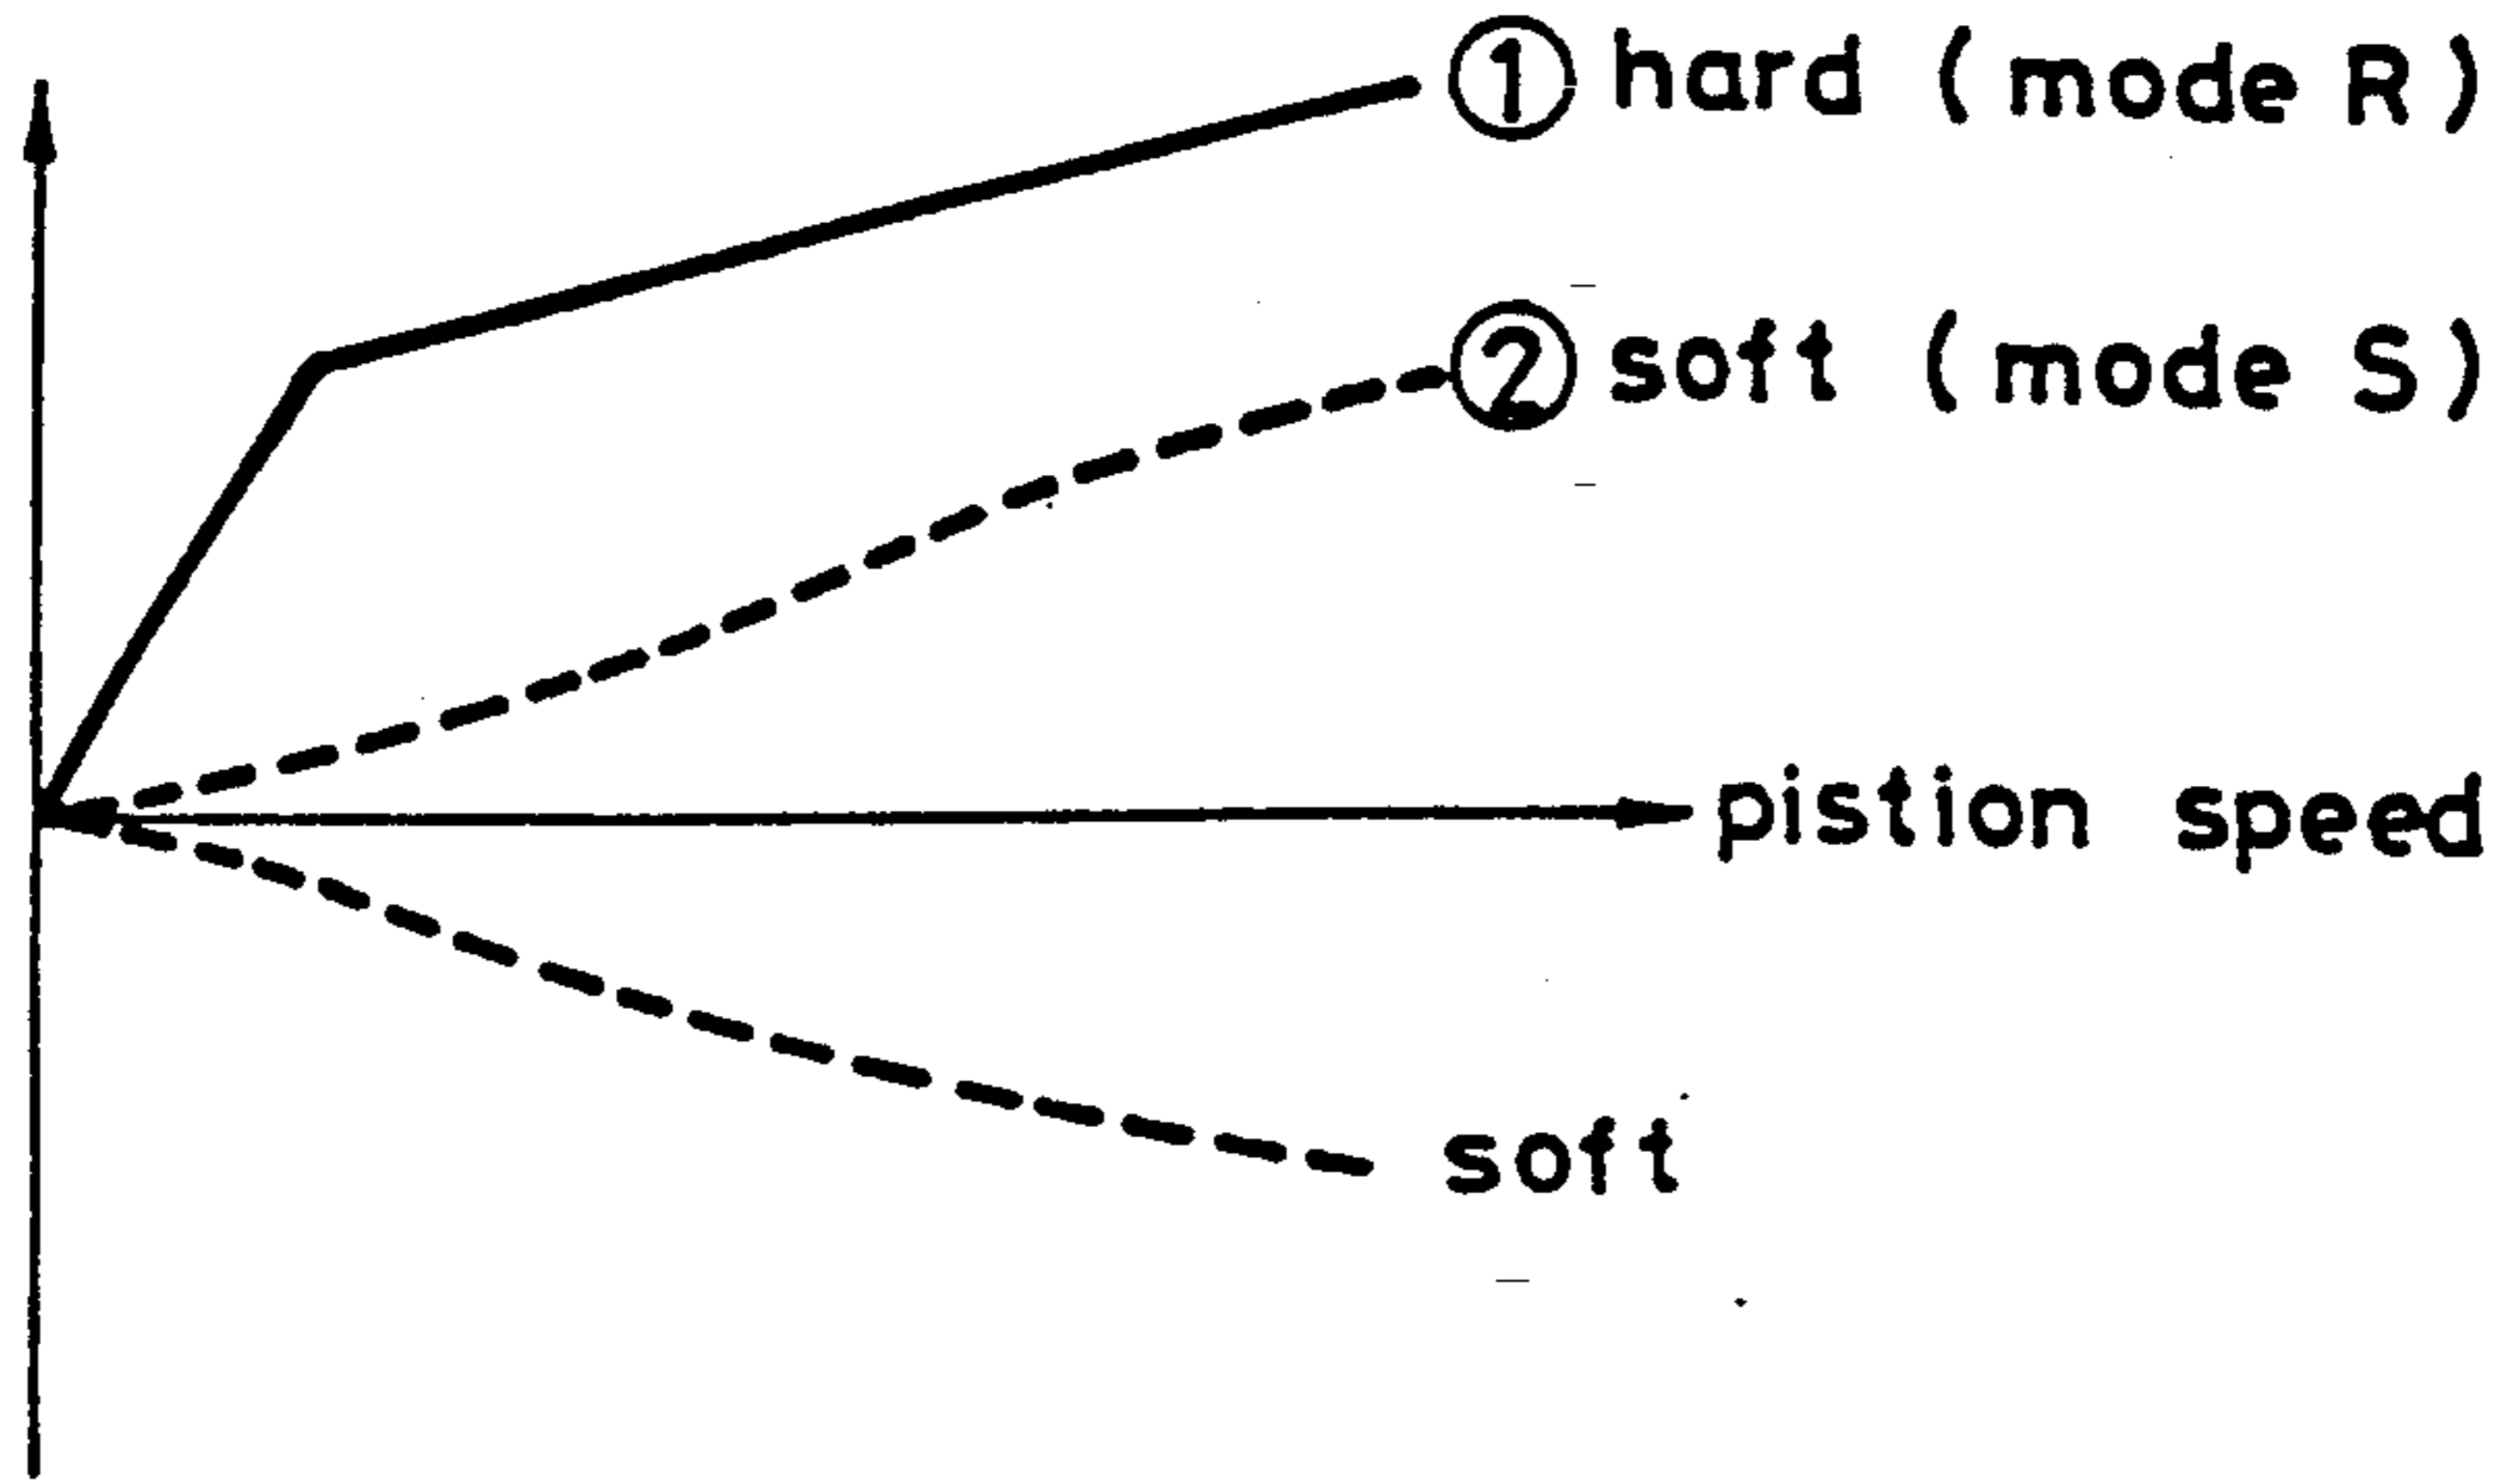 ① hard (mode R)
② soft (mode S)
pistion speed
soft